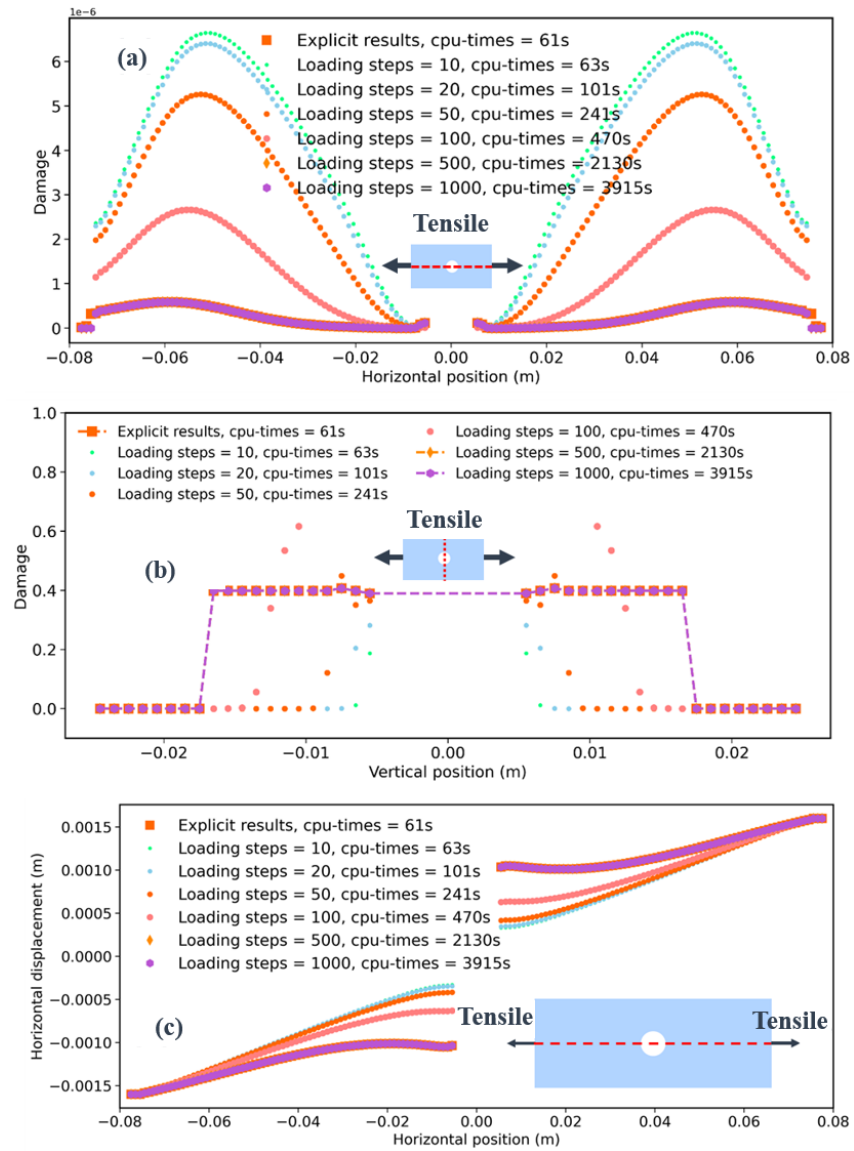 1e−6
(a)
Explicit results, cpu-times = 61s
Loading steps = 10, cpu-times = 63s
Loading steps = 20, cpu-times = 101s
Loading steps = 50, cpu-times = 241s
Loading steps = 100, cpu-times = 470s
Loading steps = 500, cpu-times = 2130s
Loading steps = 1000, cpu-times = 3915s
Tensile
Damage
6
5
4
3
2
1
0
−0.08 −0.06 −0.04 −0.02 0.00 0.02 0.04 0.06 0.08
Horizontal position (m)
Explicit results, cpu-times = 61s
Loading steps = 10, cpu-times = 63s
Loading steps = 20, cpu-times = 101s
Loading steps = 50, cpu-times = 241s
Loading steps = 100, cpu-times = 470s
Loading steps = 500, cpu-times = 2130s
Loading steps = 1000, cpu-times = 3915s
Tensile
(b)
Damage
1.0
0.8
0.6
0.4
0.2
0.0
−0.02 −0.01 0.00 0.01 0.02
Vertical position (m)
Explicit results, cpu-times = 61s
Loading steps = 10, cpu-times = 63s
Loading steps = 20, cpu-times = 101s
Loading steps = 50, cpu-times = 241s
Loading steps = 100, cpu-times = 470s
Loading steps = 500, cpu-times = 2130s
Loading steps = 1000, cpu-times = 3915s
(c)
Tensile
Tensile
Horizontal displacement (m)
0.0015
0.0010
0.0005
0.0000
−0.0005
−0.0010
−0.0015
−0.08 −0.06 −0.04 −0.02 0.00 0.02 0.04 0.06 0.08
Horizontal position (m)